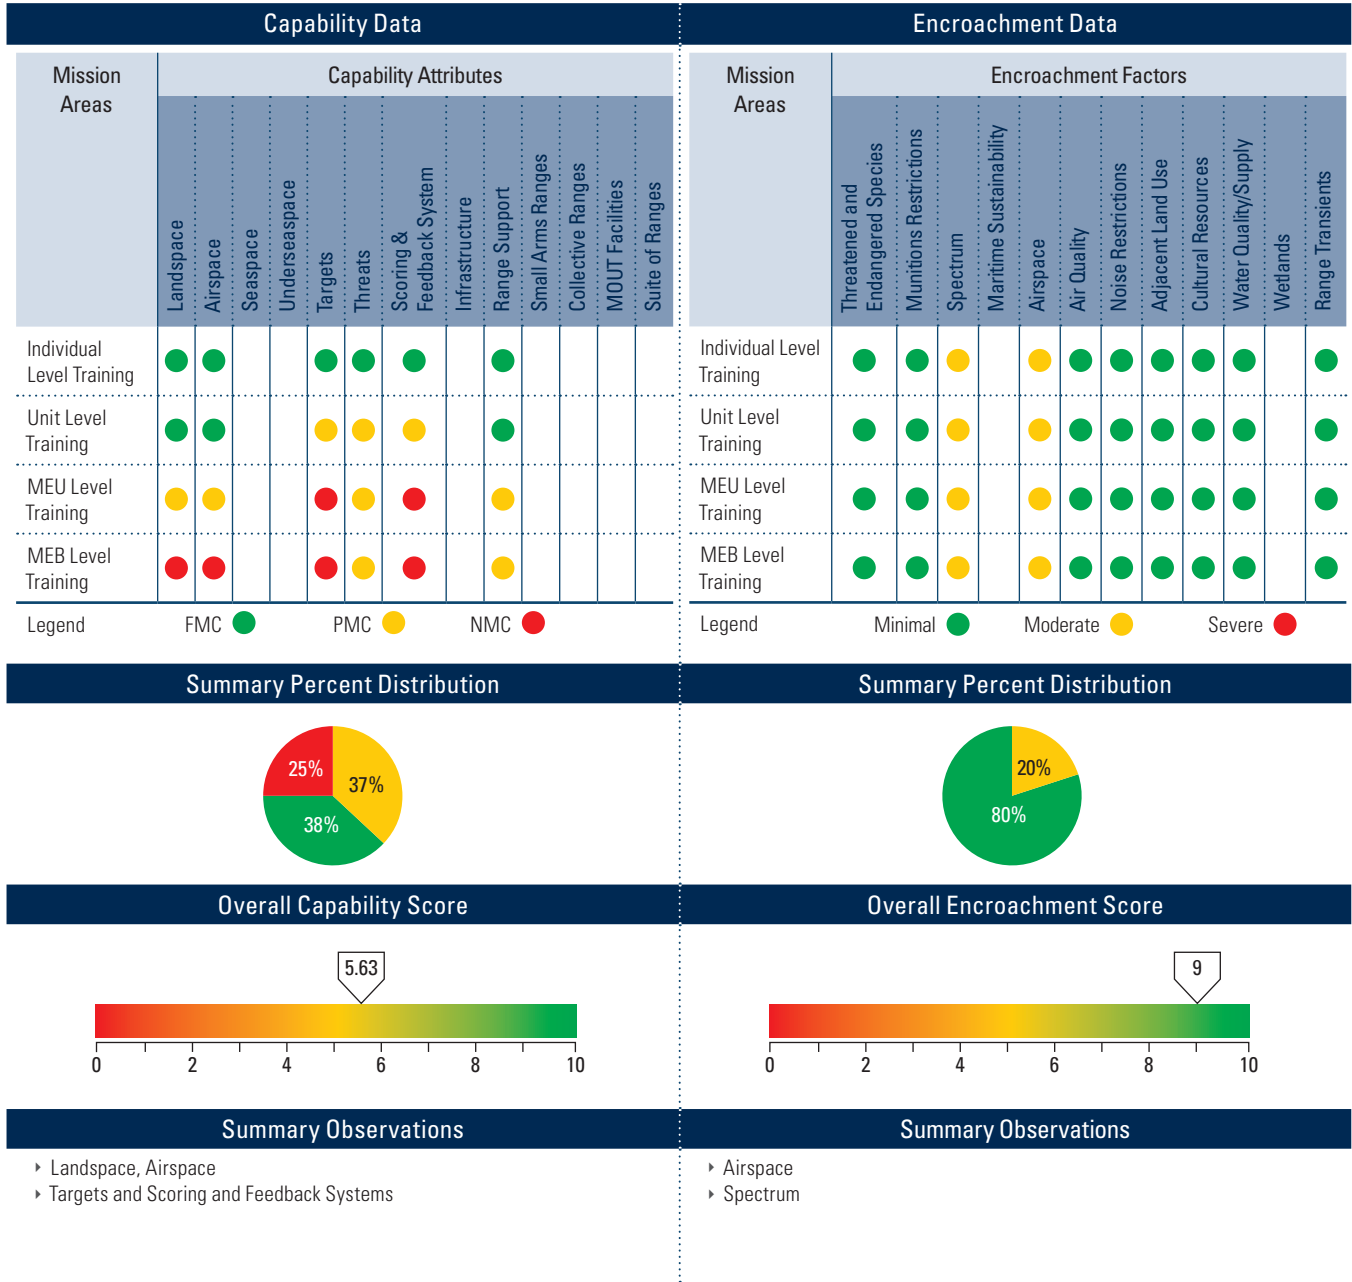 Capability Data
Mission
Areas
Capability Attributes
Landspace
Airspace
Seaspace
Underseaspace
Targets
Threats
Scoring &
Feedback System
Infrastructure
Range Support
Small Arms Ranges
Collective Ranges
MOUT Facilities
Suite of Ranges
Individual
Level Training
Unit Level
Training
MEU Level
Training
MEB Level
Training
Legend
FMC
PMC
NMC
Summary Percent Distribution
25%
37%
38%
Overall Capability Score
5.63
0
2
4
6
8
10
Summary Observations
‣ Landspace, Airspace
‣ Targets and Scoring and Feedback Systems
Encroachment Data
Mission
Areas
Encroachment Factors
Threatened and
Endangered Species
Munitions Restrictions
Spectrum
Maritime Sustainability
Airspace
Air Quality
Noise Restrictions
Adjacent Land Use
Cultural Resources
Water Quality/Supply
Wetlands
Range Transients
Individual Level
Training
Unit Level
Training
MEU Level
Training
MEB Level
Training
Legend
Minimal
Moderate
Severe
Summary Percent Distribution
20%
80%
Overall Encroachment Score
9
0
2
4
6
8
10
Summary Observations
‣ Airspace
‣ Spectrum